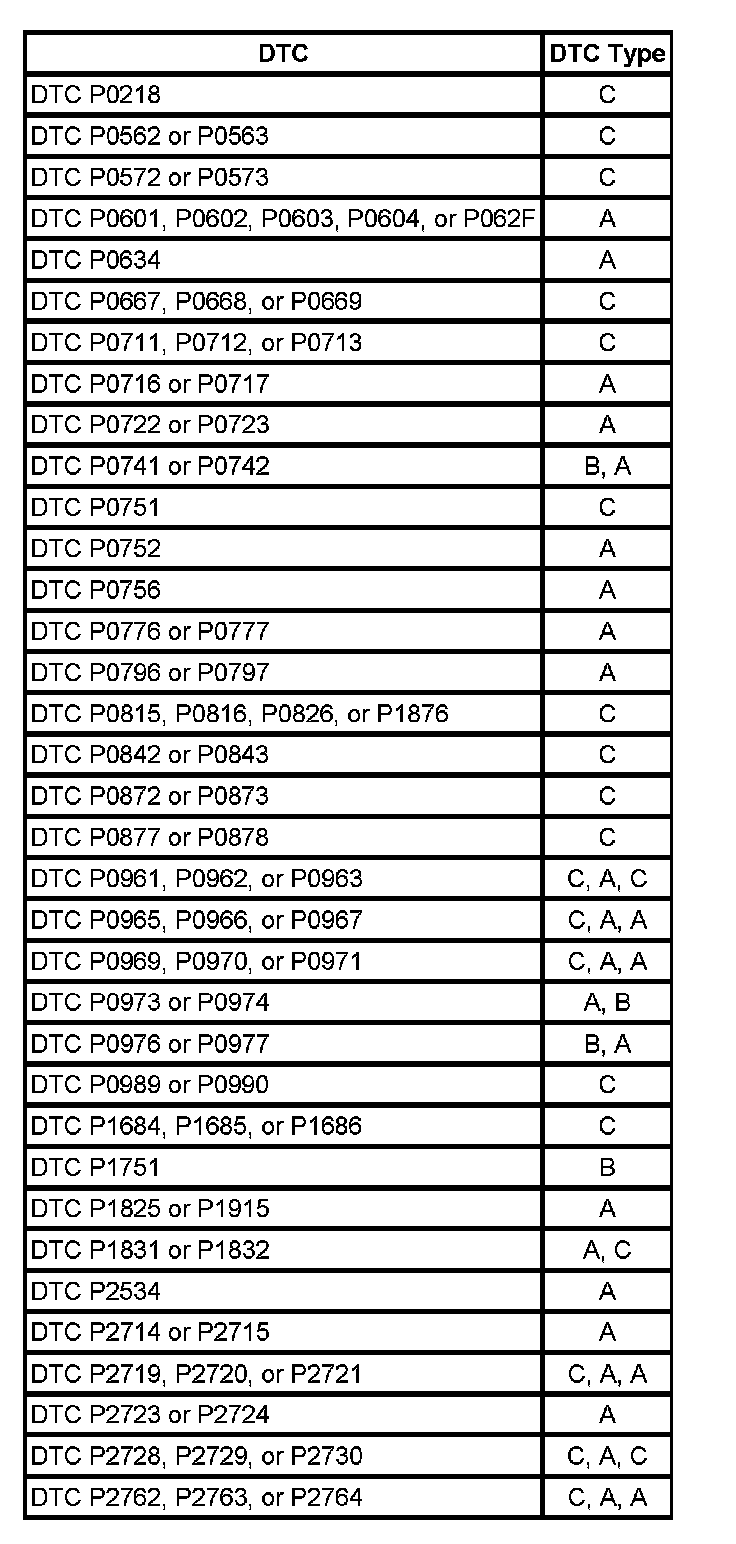 DTC DTC Type
DTC P0218 C
DTC P0562 or P0563 C
DTC P0572 or P0573 C
DTC P0601, P0602, P0603, P0604, or P062F A
DTC P0634 A
DTC P0667, P0668, or P0669 C
DTC P0711, P0712, or P0713 C
DTC P0716 or P0717 A
DTC P0722 or P0723 A
DTC P0741 or P0742 B, A
DTC P0751 C
DTC P0752 A
DTC P0756 A
DTC P0776 or P0777 A
DTC P0796 or P0797 A
DTC P0815, P0816, P0826, or P1876 C
DTC P0842 or P0843 C
DTC P0872 or P0873 C
DTC P0877 or P0878 C
DTC P0961, P0962, or P0963 C, A, C
DTC P0965, P0966, or P0967 C, A, A
DTC P0969, P0970, or P0971 C, A, A
DTC P0973 or P0974 A, B
DTC P0976 or P0977 B, A
DTC P0989 or P0990 C
DTC P1684, P1685, or P1686 C
DTC P1751 B
DTC P1825 or P1915 A
DTC P1831 or P1832 A, C
DTC P2534 A
DTC P2714 or P2715 A
DTC P2719, P2720, or P2721 C, A, A
DTC P2723 or P2724 A
DTC P2728, P2729, or P2730 C, A, C
DTC P2762, P2763, or P2764 C, A, A